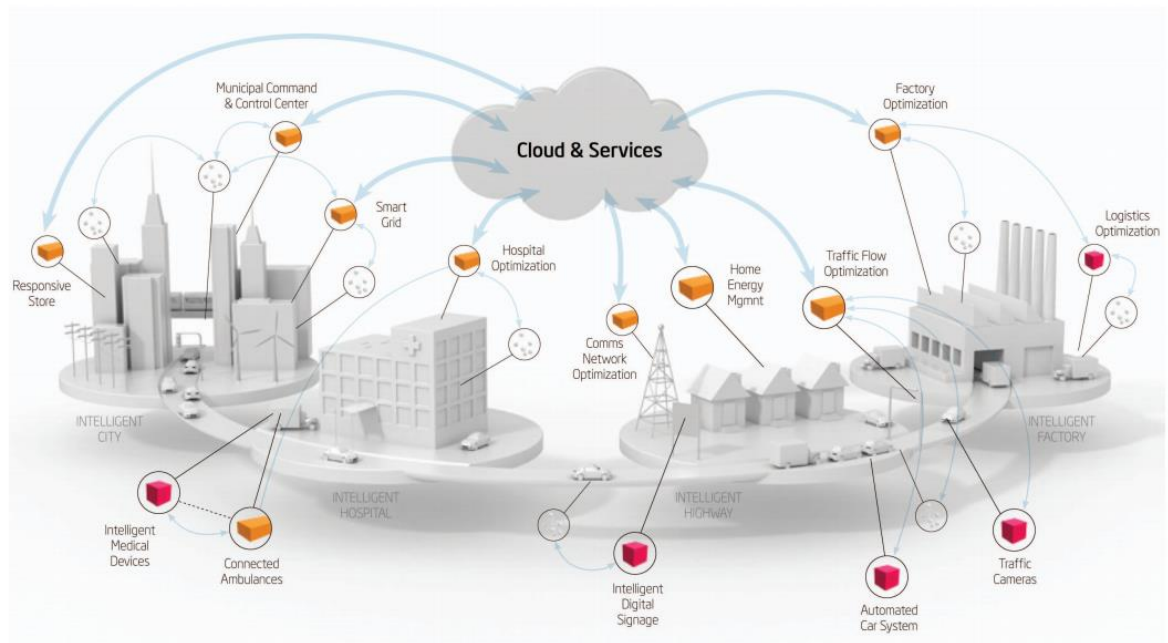 Municipal Command
& Control Center
Factory
Optimization
Cloud & Services
Smart
Grid
Logistics
Optimization
Responsive
Store
Hospital
Optimization
Home
Energy
Mgmnt
Traffic Flow
Optimization
Comms
Network
Optimization
INTELLIGENT
CITY
INTELLIGENT
FACTORY
INTELLIGENT
HOSPITAL
INTELLIGENT
HIGHWAY
Intelligent
Medical
Devices
Connected
Ambulances
Intelligent
Digital
Signage
Automated
Car System
Traffic
Cameras